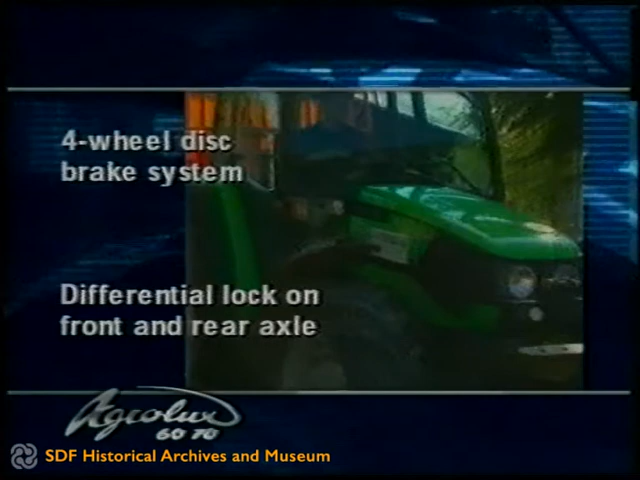 4-wheel disc
brake system
Differential lock on
front and rear axle
Agrolux
60 70
SDF Historical Archives and Museum